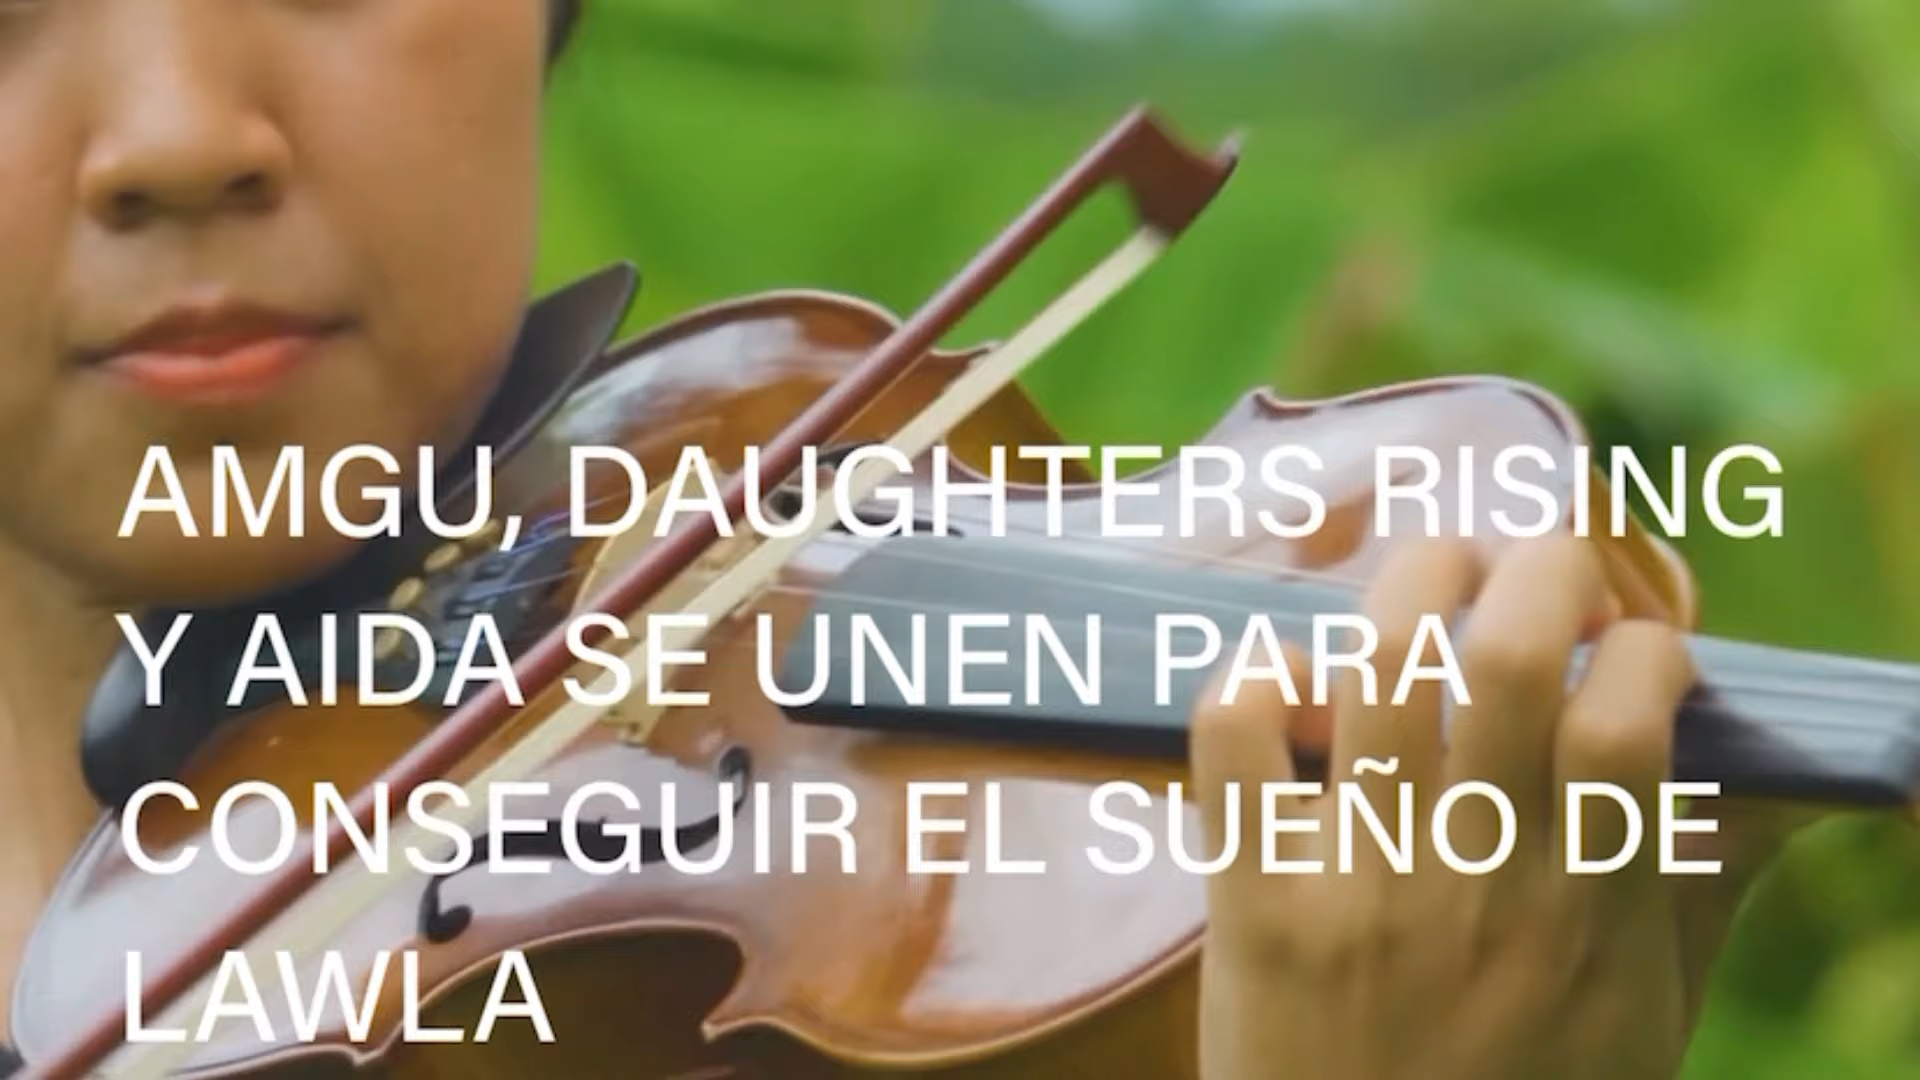 AMGU, DAUGHTERS RISING
Y AIDA SE UNEN PARA
CONSEGUIR EL SUEÑO DE
LAWLA